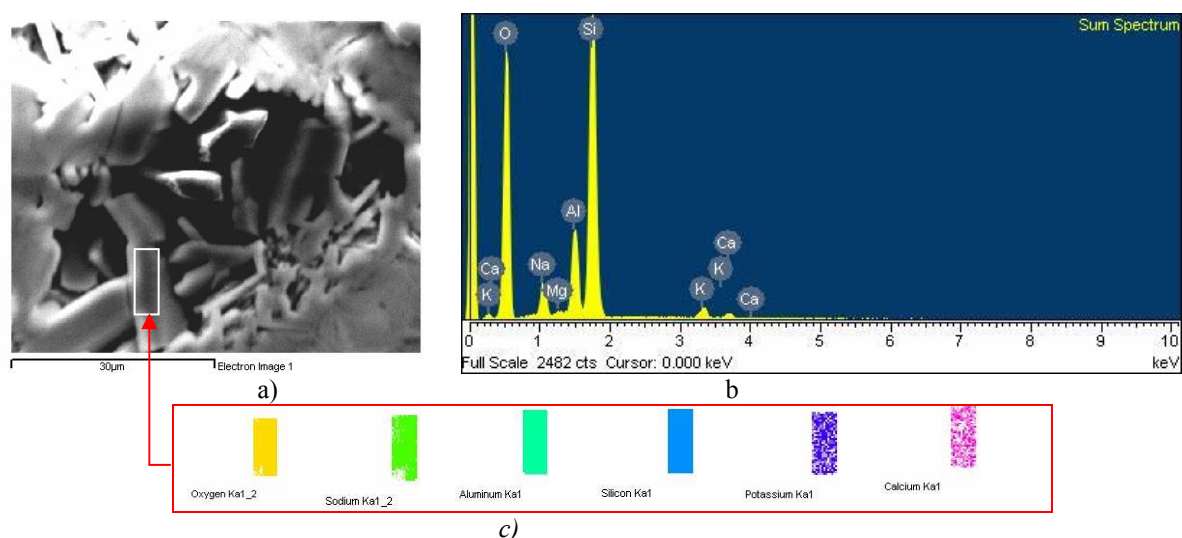 Sum Spectrum
O
Si
Al
Ca
Na
Ca
K
K
Mg
K
Ca
0 1 2 3 4 5 6 7 8 9 10
Full Scale 2482 cts Cursor: 0.000 keV
keV
30µm
Electron Image 1
a)
b
Oxygen Ka1_2
Sodium Ka1_2
Aluminum Ka1
Silicon Ka1
Potassium Ka1
Calcium Ka1
c)